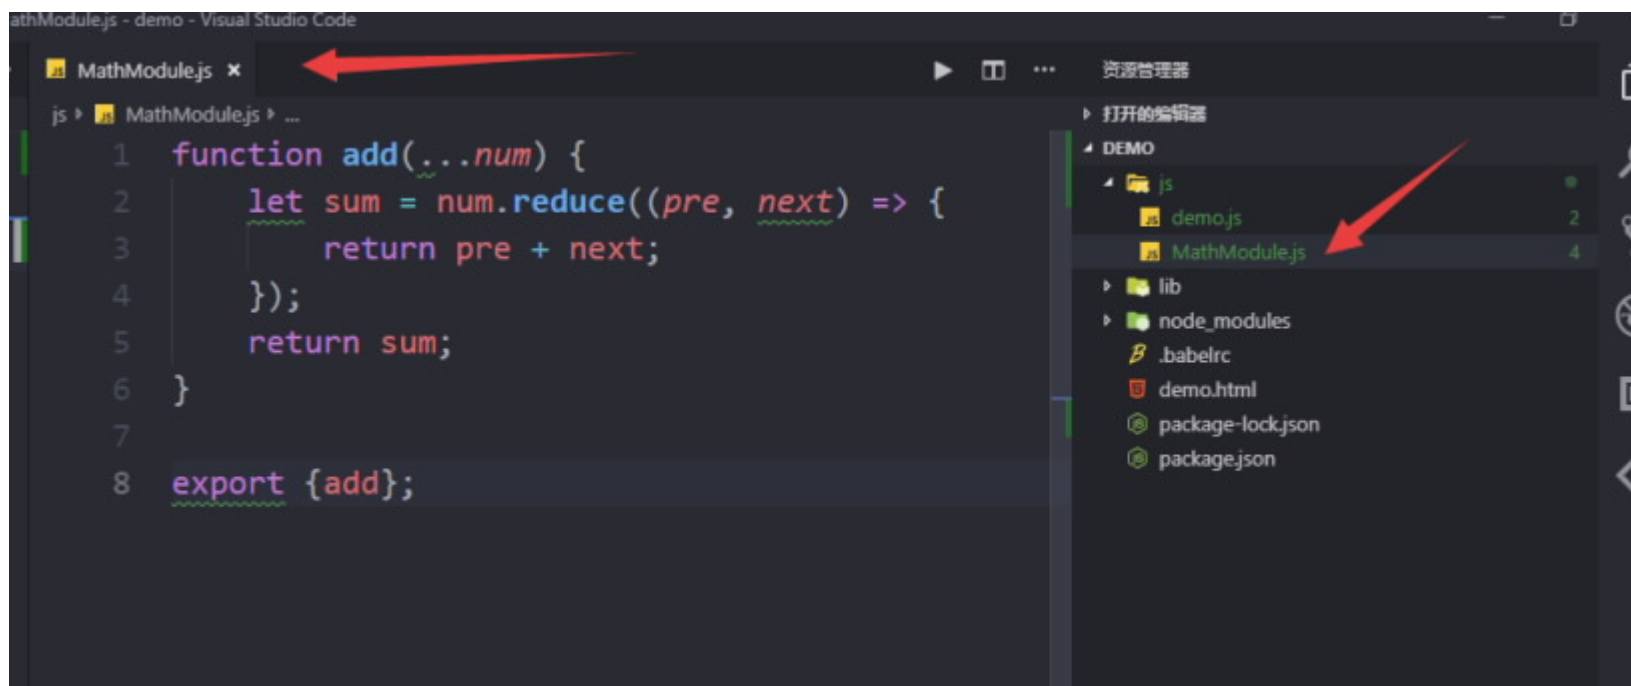 athModule.js - demo - Visual Studio Code
MathModule.js ×
js MathModule.js ...
1 function add(...num) {
2 let sum = num.reduce((pre, next) => {
3 return pre + next;
4 });
5 return sum;
6 }
7
8 export {add};
资源管理器
打开的编辑器
DEMO
js
demo.js 2
MathModule.js 4
lib
node_modules
.babelrc
demo.html
package-lock.json
package.json